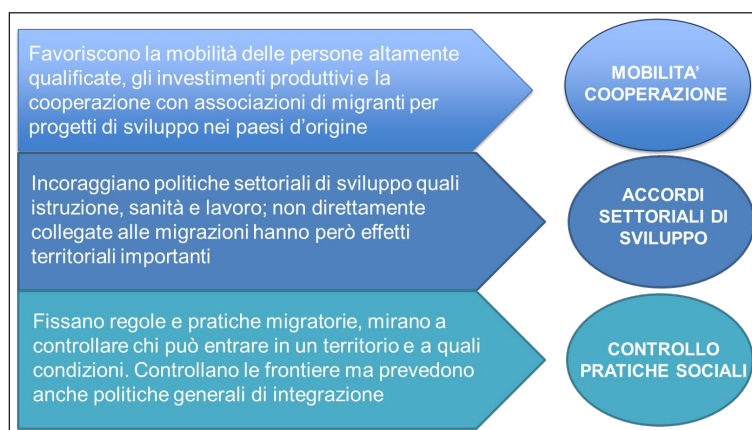 Favoriscono la mobilità delle persone altamente
qualificate, gli investimenti produttivi e la
cooperazione con associazioni di migranti per
progetti di sviluppo nei paesi d'origine
MOBILITA'
COOPERAZIONE
Incoraggiano politiche settoriali di sviluppo quali
istruzione, sanità e lavoro; non direttamente
collegate alle migrazioni hanno però effetti
territoriali importanti
ACCORDI
SETTORIALI DI
SVILUPPO
Fissano regole e pratiche migratorie, mirano a
controllare chi può entrare in un territorio e a quali
condizioni. Controllano le frontiere ma prevedono
anche politiche generali di integrazione
CONTROLLO
PRATICHE SOCIALI